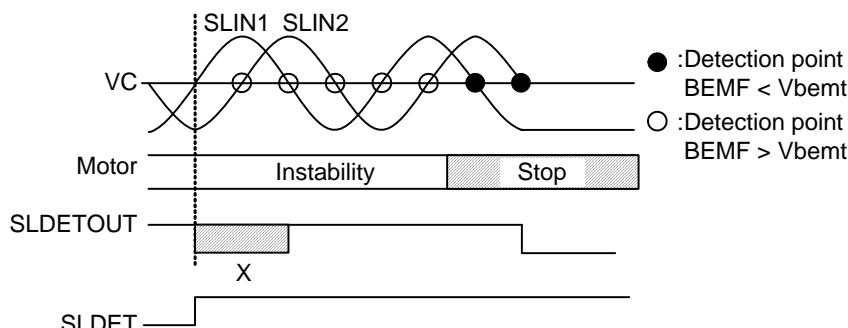 SLIN1 SLIN2
VC
:Detection point
BEMF < Vbemt
:Detection point
BEMF > Vbemt
Motor
Instability
Stop
SLDETOUT
X
SLDET